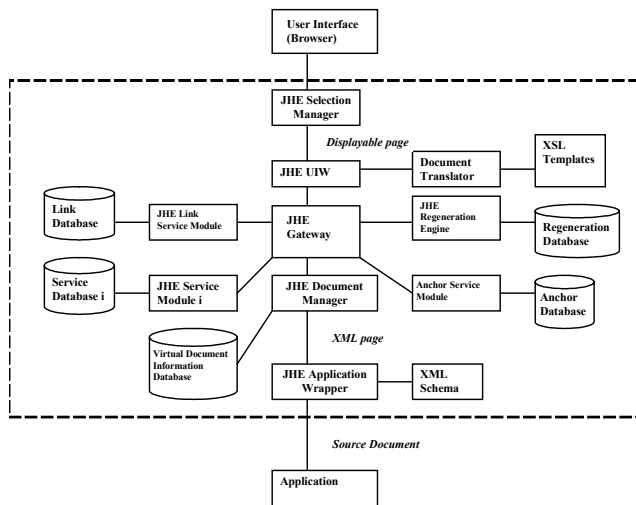 User Interface
(Browser)
JHE Selection
Manager
Displayable page
JHE UIW
Document
Translator
XSL
Templates
Link
Database
JHE Link
Service Module
JHE
Gateway
JHE
Regeneration
Engine
Regeneration
Database
Service
Database i
JHE Service
Module i
JHE Document
Manager
Anchor Service
Module
Anchor
Database
Virtual Document
Information
Database
XML page
JHE Application
Wrapper
XML
Schema
Source Document
Application